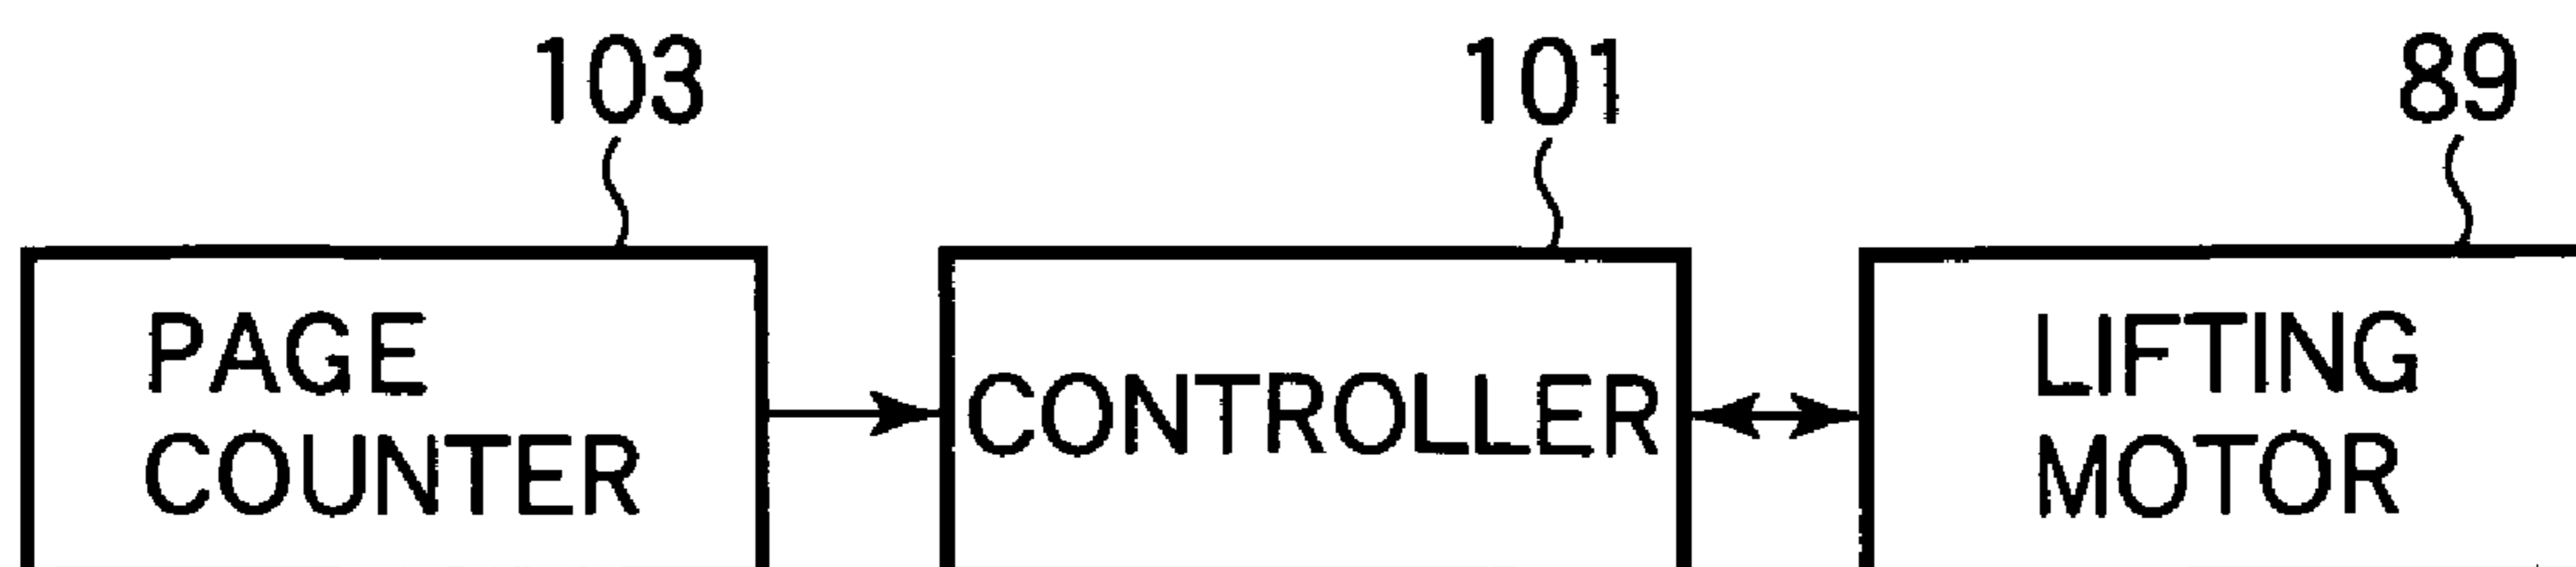 103
101
89
PAGE
COUNTER
CONTROLLER
LIFTING
MOTOR